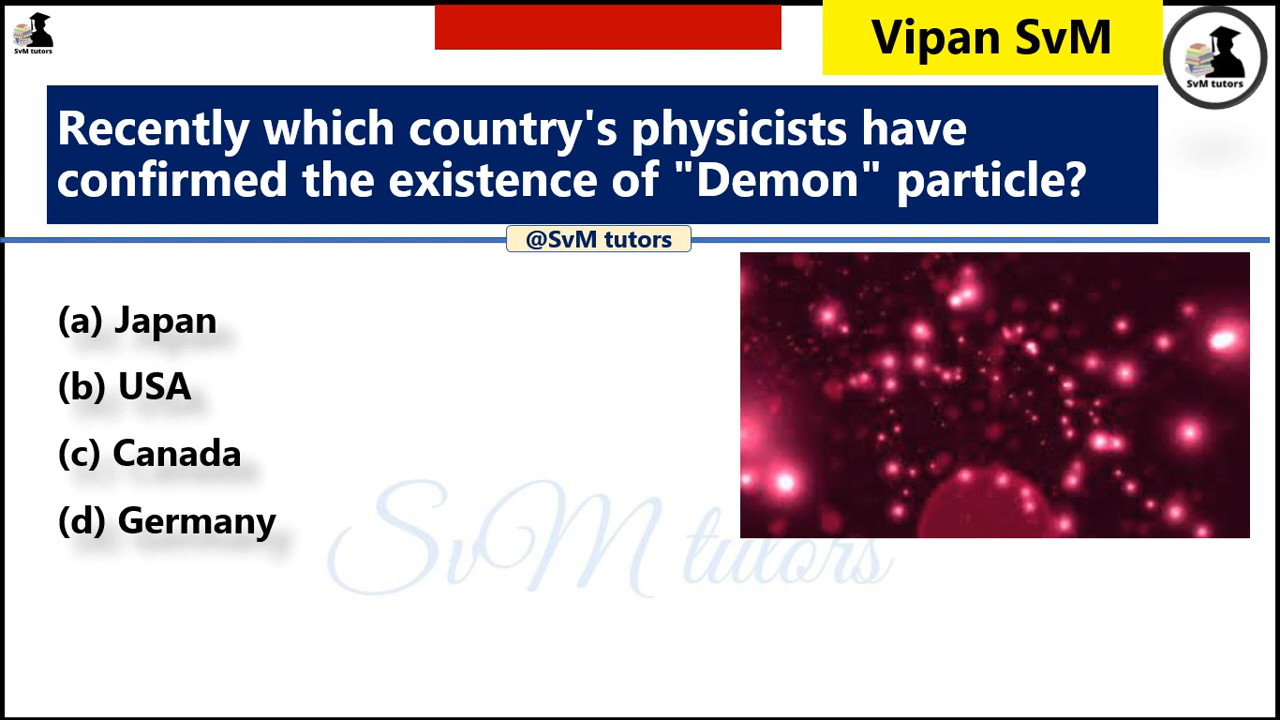 SvM tutors
Vipan SvM
SvM tutors
Recently which country's physicists have
confirmed the existence of "Demon" particle?
@SvM tutors
(a) Japan
(b) USA
(c) Canada
(d) Germany
SvM tutors